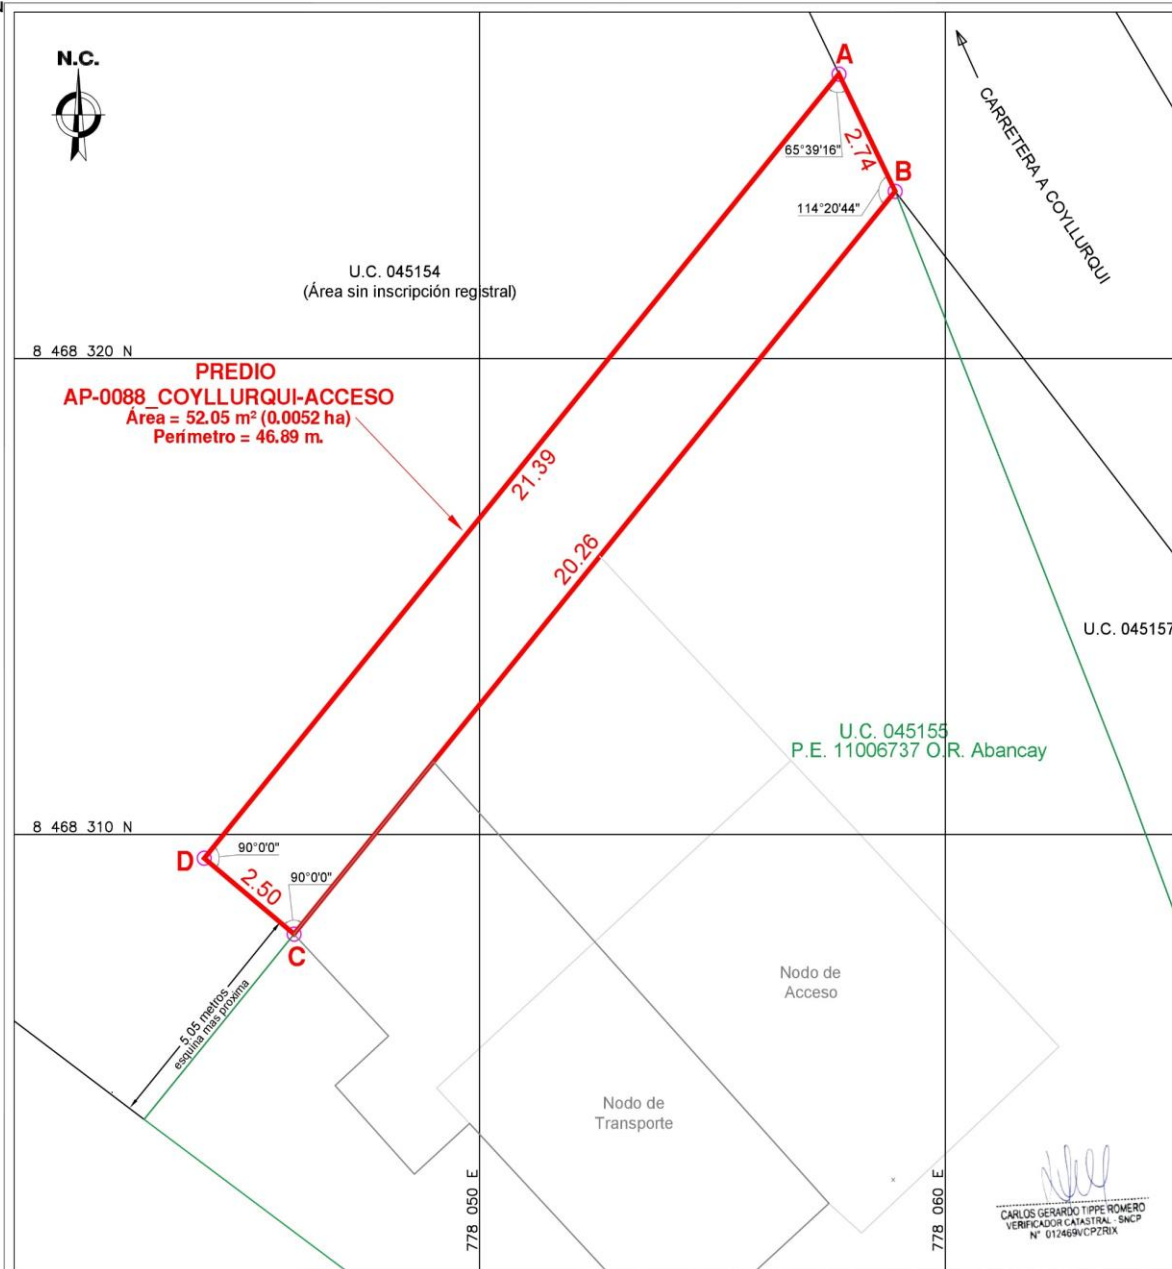 N.C.
A
CARRETERA A COYLLURQUI
65°39'16"
2.74
B
114°20'44"
U.C. 045154
(Área sin inscripción registral)
8 468 320 N
PREDIO
AP-0088_COYLLURQUI-ACCESO
Área = 52.05 m² (0.0052 ha)
Perímetro = 46.89 m.
21.39
20.26
U.C. 045157
U.C. 045155
P.E. 11006737 O.R. Abancay
8 468 310 N
D
90°0'0"
2.50
90°0'0"
C
5.05 metros
esquina mas proxima
Nodo de
Acceso
Nodo de
Transporte
778 050 E
778 060 E
CARLOS GERARDO TIPPE ROMERO
VERIFICADOR CATASTRAL - SNCP
N° 012469VCPZRIX